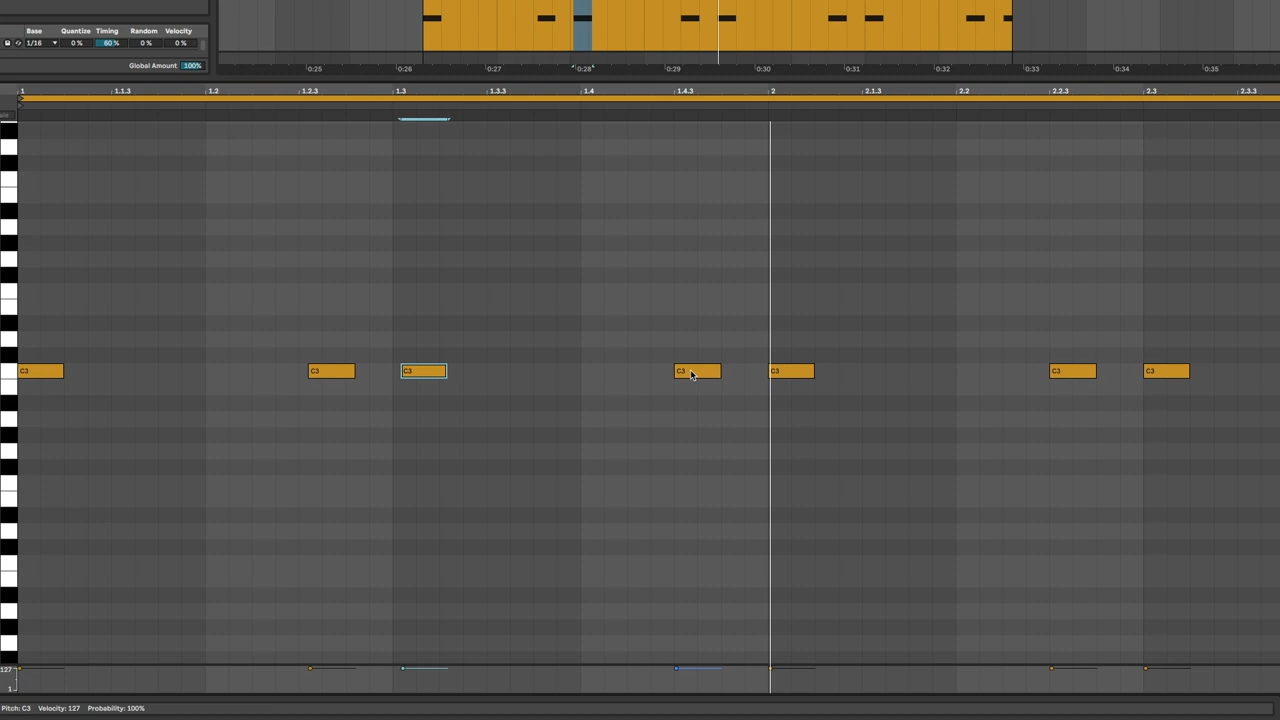 Base Quantize Timing Random Velocity
1/16 0 % 60 % 0 % 0 %
Global Amount 100%
0:25 0:26 0:27 0:28 0:29 0:30 0:31 0:32 0:33 0:34 0:35
1 1.1.3 1.2 1.2.3 1.3 1.3.3 1.4 1.4.3 2 2.1.3 2.2 2.2.3 2.3 2.3.3
C3 C3 C3 C3 C3 C3 C3
127
1
Pitch: C3 Velocity: 127 Probability: 100%